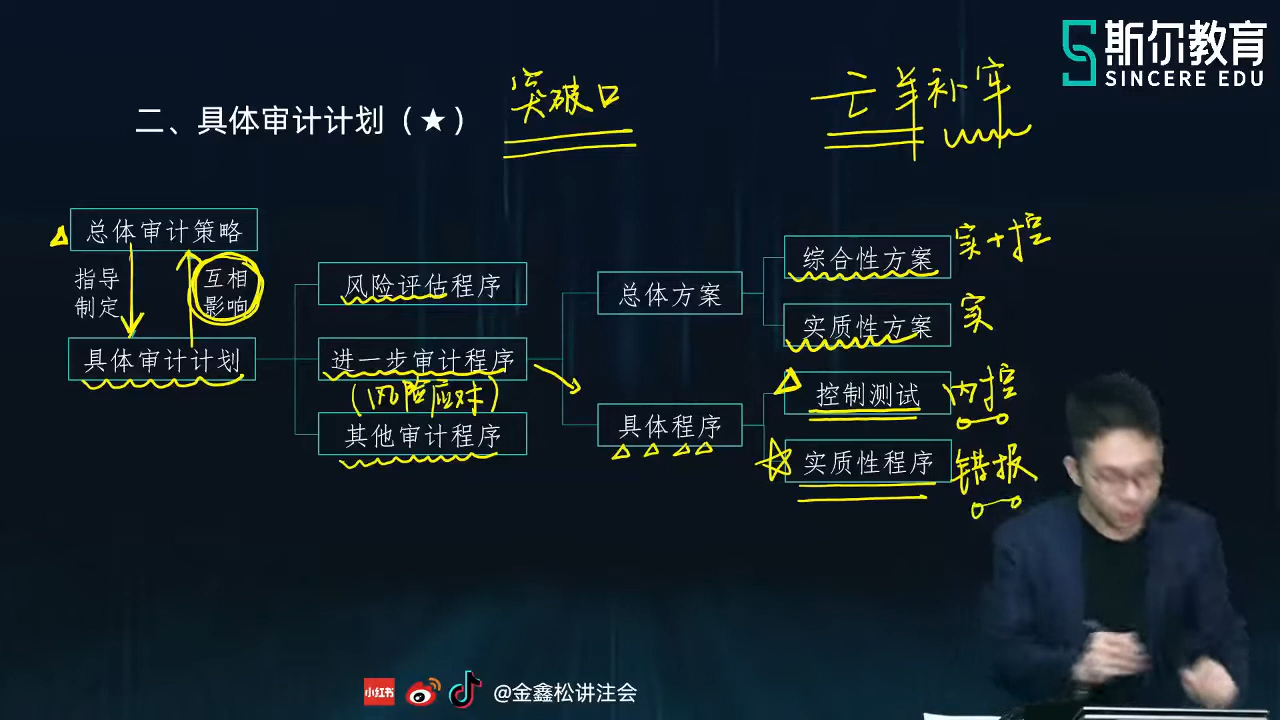 斯尔教育
SINCERE EDU
二、具体审计计划（★）
突破口
亡羊补牢
总体审计策略
指导
制定
互相
影响
具体审计计划
风险评估程序
进一步审计程序
（风险应对）
其他审计程序
总体方案
具体程序
综合性方案
实+控
实质性方案
实
控制测试
内控
实质性程序
错报
小红书
@金鑫松讲注会